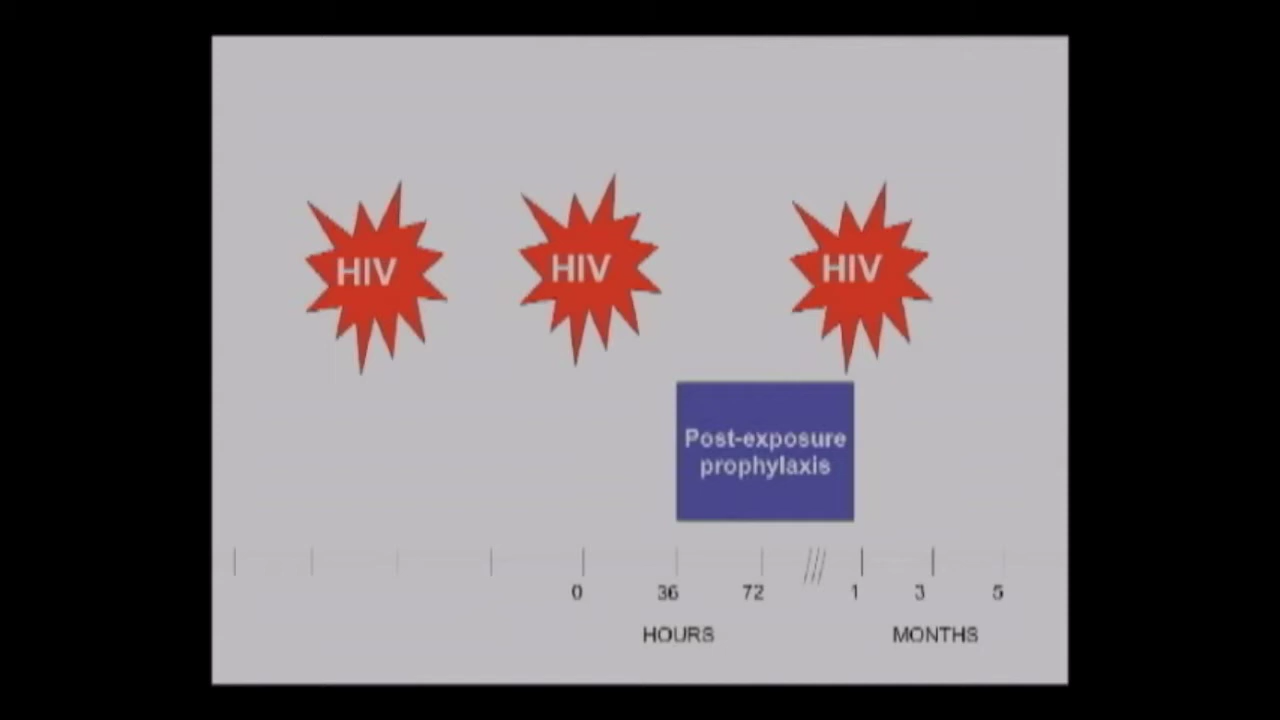 HIV
HIV
HIV
Post-exposure
prophylaxis
0 36 72 1 3 5
HOURS MONTHS